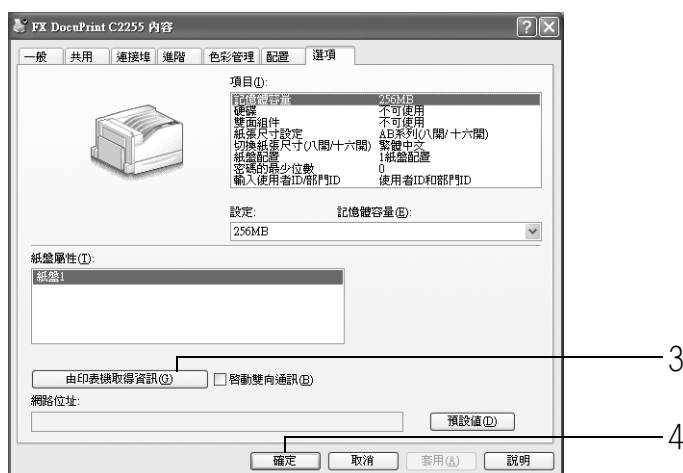 FX DocuPrint C2255 內容
一般 共用 連接埠 進階 色彩管理 配置 選項
項目(I):
記憶體容量 256MB
硬碟 不可使用
雙面組件 不可使用
紙張尺寸設定 AB系列(八開/十六開)
切換紙張尺寸(八開/十六開) 繁體中文
紙盤配置 1紙盤配置
密碼的最少位數 0
輸入使用者ID/部門ID 使用者ID和部門ID
設定: 記憶體容量(E):
256MB
紙盤屬性(T):
紙盤1
3
由印表機取得資訊(G) 啓動雙向通訊(B)
網路位址:
預設值(D)
4
確定 取消 套用(A) 說明